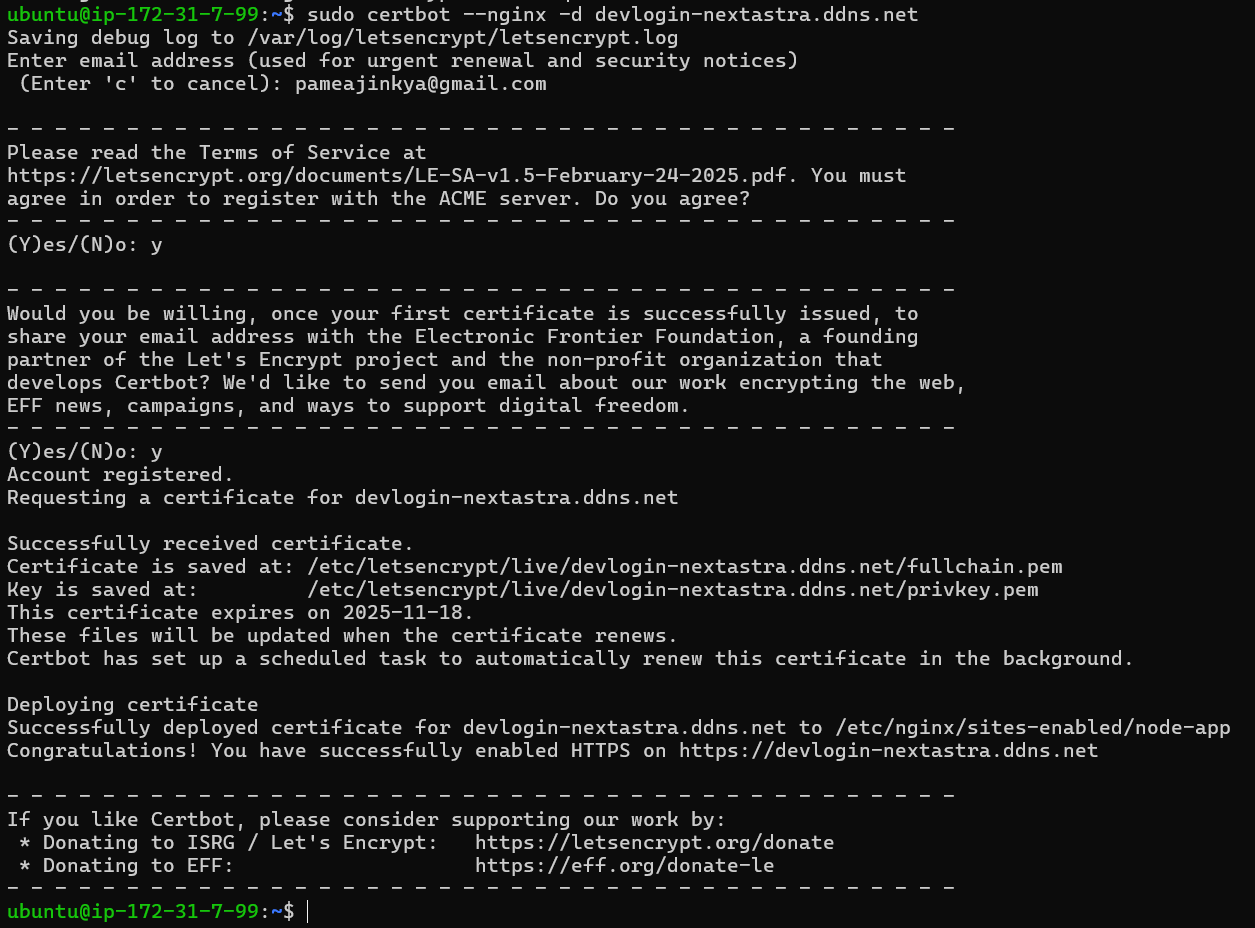 ubuntu@ip-172-31-7-99:~$ sudo certbot --nginx -d devlogin-nextastra.ddns.net
Saving debug log to /var/log/letsencrypt/letsencrypt.log
Enter email address (used for urgent renewal and security notices)
 (Enter 'c' to cancel): pameajinkya@gmail.com

- - - - - - - - - - - - - - - - - - - - - - - - - - - - - - - - - - - - - - - -
Please read the Terms of Service at
https://letsencrypt.org/documents/LE-SA-v1.5-February-24-2025.pdf. You must
agree in order to register with the ACME server. Do you agree?
- - - - - - - - - - - - - - - - - - - - - - - - - - - - - - - - - - - - - - - -
(Y)es/(N)o: y

- - - - - - - - - - - - - - - - - - - - - - - - - - - - - - - - - - - - - - - -
Would you be willing, once your first certificate is successfully issued, to
share your email address with the Electronic Frontier Foundation, a founding
partner of the Let's Encrypt project and the non-profit organization that
develops Certbot? We'd like to send you email about our work encrypting the web,
EFF news, campaigns, and ways to support digital freedom.
- - - - - - - - - - - - - - - - - - - - - - - - - - - - - - - - - - - - - - - -
(Y)es/(N)o: y
Account registered.
Requesting a certificate for devlogin-nextastra.ddns.net

Successfully received certificate.
Certificate is saved at: /etc/letsencrypt/live/devlogin-nextastra.ddns.net/fullchain.pem
Key is saved at:         /etc/letsencrypt/live/devlogin-nextastra.ddns.net/privkey.pem
This certificate expires on 2025-11-18.
These files will be updated when the certificate renews.
Certbot has set up a scheduled task to automatically renew this certificate in the background.

Deploying certificate
Successfully deployed certificate for devlogin-nextastra.ddns.net to /etc/nginx/sites-enabled/node-app
Congratulations! You have successfully enabled HTTPS on https://devlogin-nextastra.ddns.net

- - - - - - - - - - - - - - - - - - - - - - - - - - - - - - - - - - - - - - - -
If you like Certbot, please consider supporting our work by:
 * Donating to ISRG / Let's Encrypt:   https://letsencrypt.org/donate
 * Donating to EFF:                    https://eff.org/donate-le
- - - - - - - - - - - - - - - - - - - - - - - - - - - - - - - - - - - - - - - -
ubuntu@ip-172-31-7-99:~$